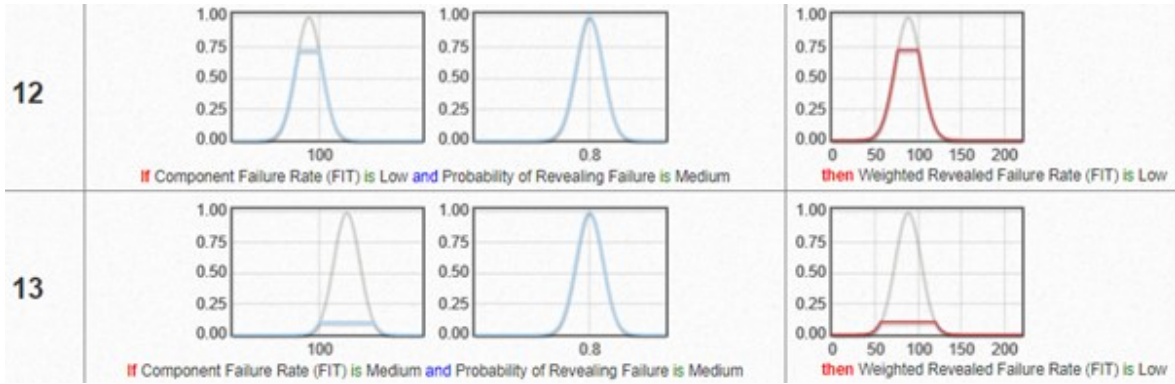 1.00 1.00 1.00
0.75 0.75 0.75
12
0.50 0.50 0.50
0.25 0.25 0.25
0.00 0.00 0.00
100 0.8 0 50 100 150 200
If Component Failure Rate (FIT) is Low and Probability of Revealing Failure is Medium
then Weighted Revealed Failure Rate (FIT) is Low
1.00 1.00 1.00
0.75 0.75 0.75
13
0.50 0.50 0.50
0.25 0.25 0.25
0.00 0.00 0.00
100 0.8 0 50 100 150 200
If Component Failure Rate (FIT) is Medium and Probability of Revealing Failure is Medium
then Weighted Revealed Failure Rate (FIT) is Low